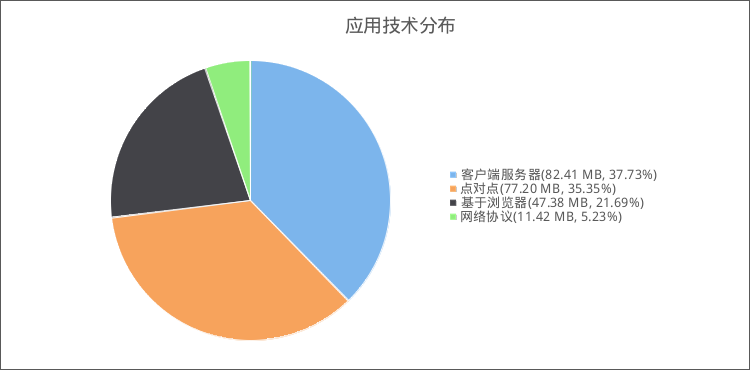 应用技术分布
客户端服务器(82.41 MB, 37.73%)
点对点(77.20 MB, 35.35%)
基于浏览器(47.38 MB, 21.69%)
网络协议(11.42 MB, 5.23%)